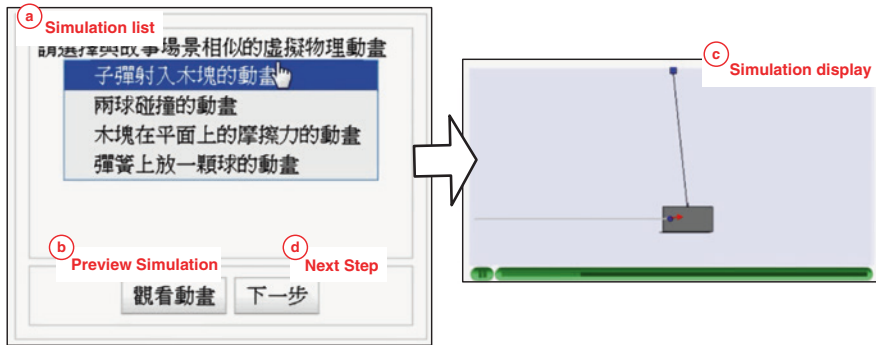 a
Simulation list
請選擇與故事場景相似的虛擬物理動畫
子彈射入木塊的動畫
兩球碰撞的動畫
木塊在平面上的摩擦力的動畫
彈簧上放一顆球的動畫
b
Preview Simulation
d
Next Step
觀看動畫
下一步
c
Simulation display